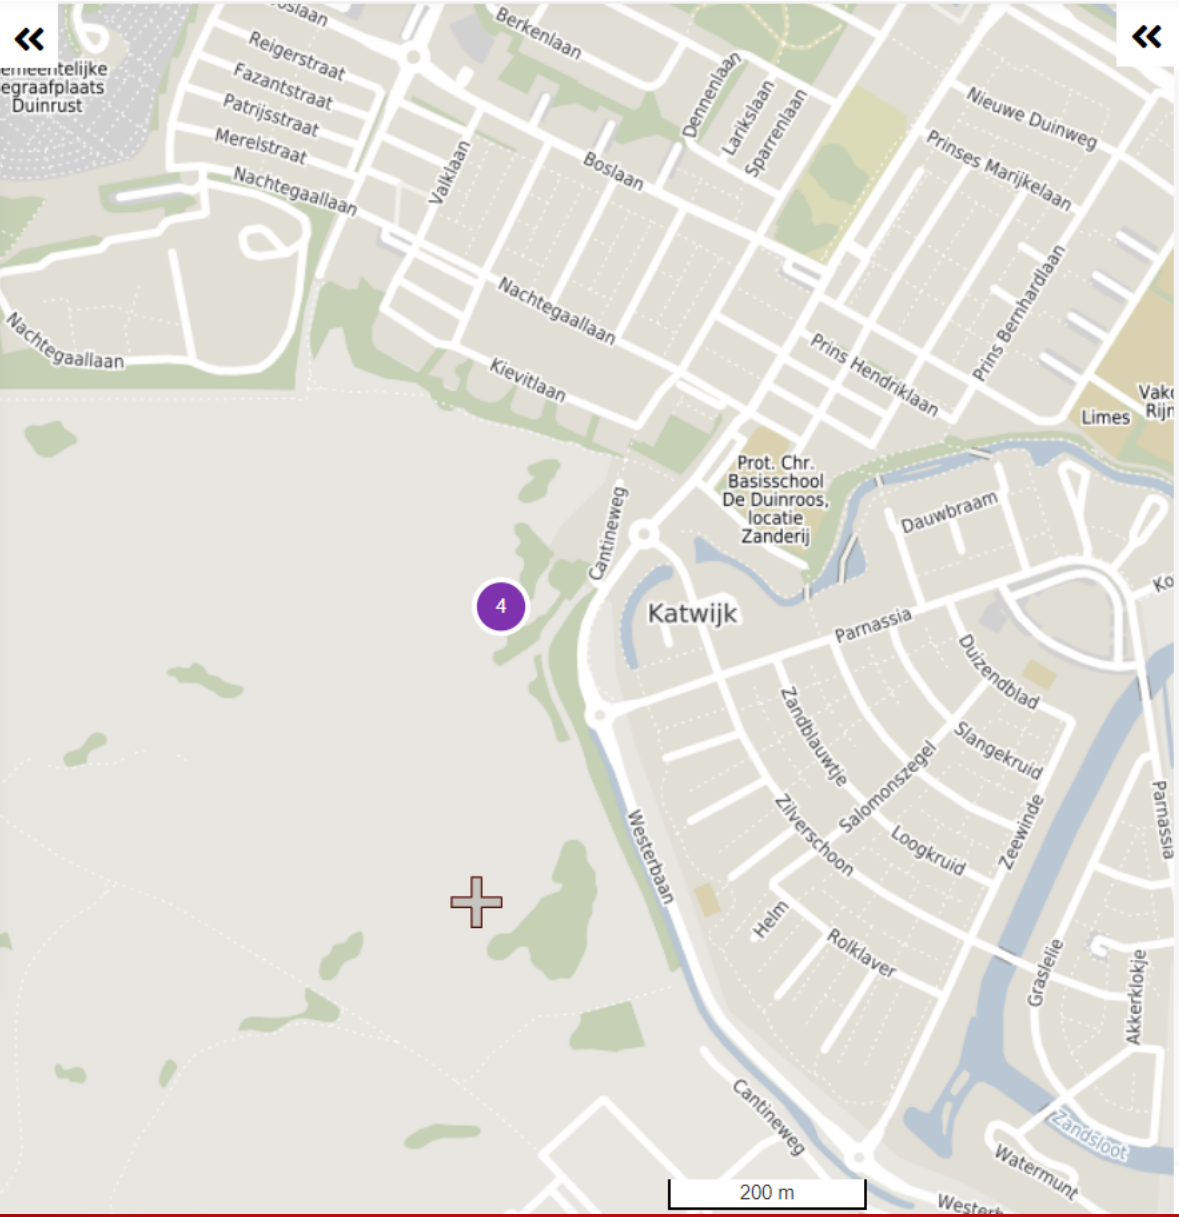 Berkenlaan
Reigerstraat
Fazantstraat
Patrijsstraat
Merelstraat
Nachtegaallaan
Duinrust
Valklaan
Boslaan
Dennenlaan
Larikslaan
Sparrenlaan
Nieuwe Duinweg
Prinses Marijkelaan
Prins Bernhardlaan
Nachtegaallaan
Nachtegaallaan
Kievitlaan
Prins Hendriklaan
Limes
Prot. Chr.
Basisschool
De Duinroos,
locatie
Zanderij
Cantineweg
Dauwbraam
4
Katwijk
Parnassia
Duizendblad
Zandblauwtje
Slangekruid
Salomonszegel
Zilverschoon
Loogkruid
Zeewinde
Parnassia
Westerbaan
Helm
Rolklaver
Graslelie
Akkerklokje
Cantineweg
Zandsloot
Watermunt
200 m